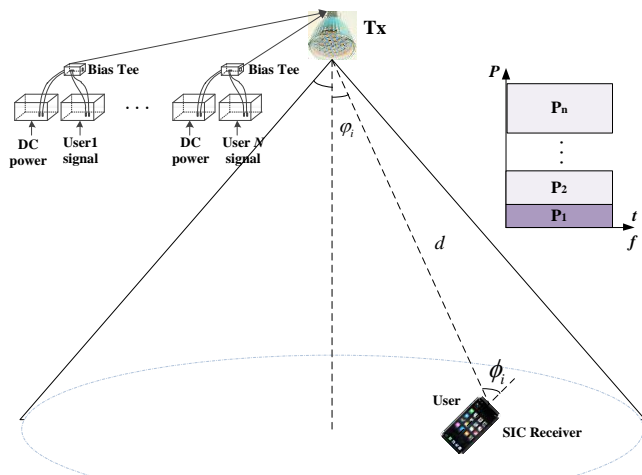 Tx
Bias Tee
Bias Tee
. . .
DC
power
User1
signal
DC
power
User N
signal
φᵢ
d
ϕᵢ
User
SIC Receiver
P
Pₙ
P₂
P₁
t
f